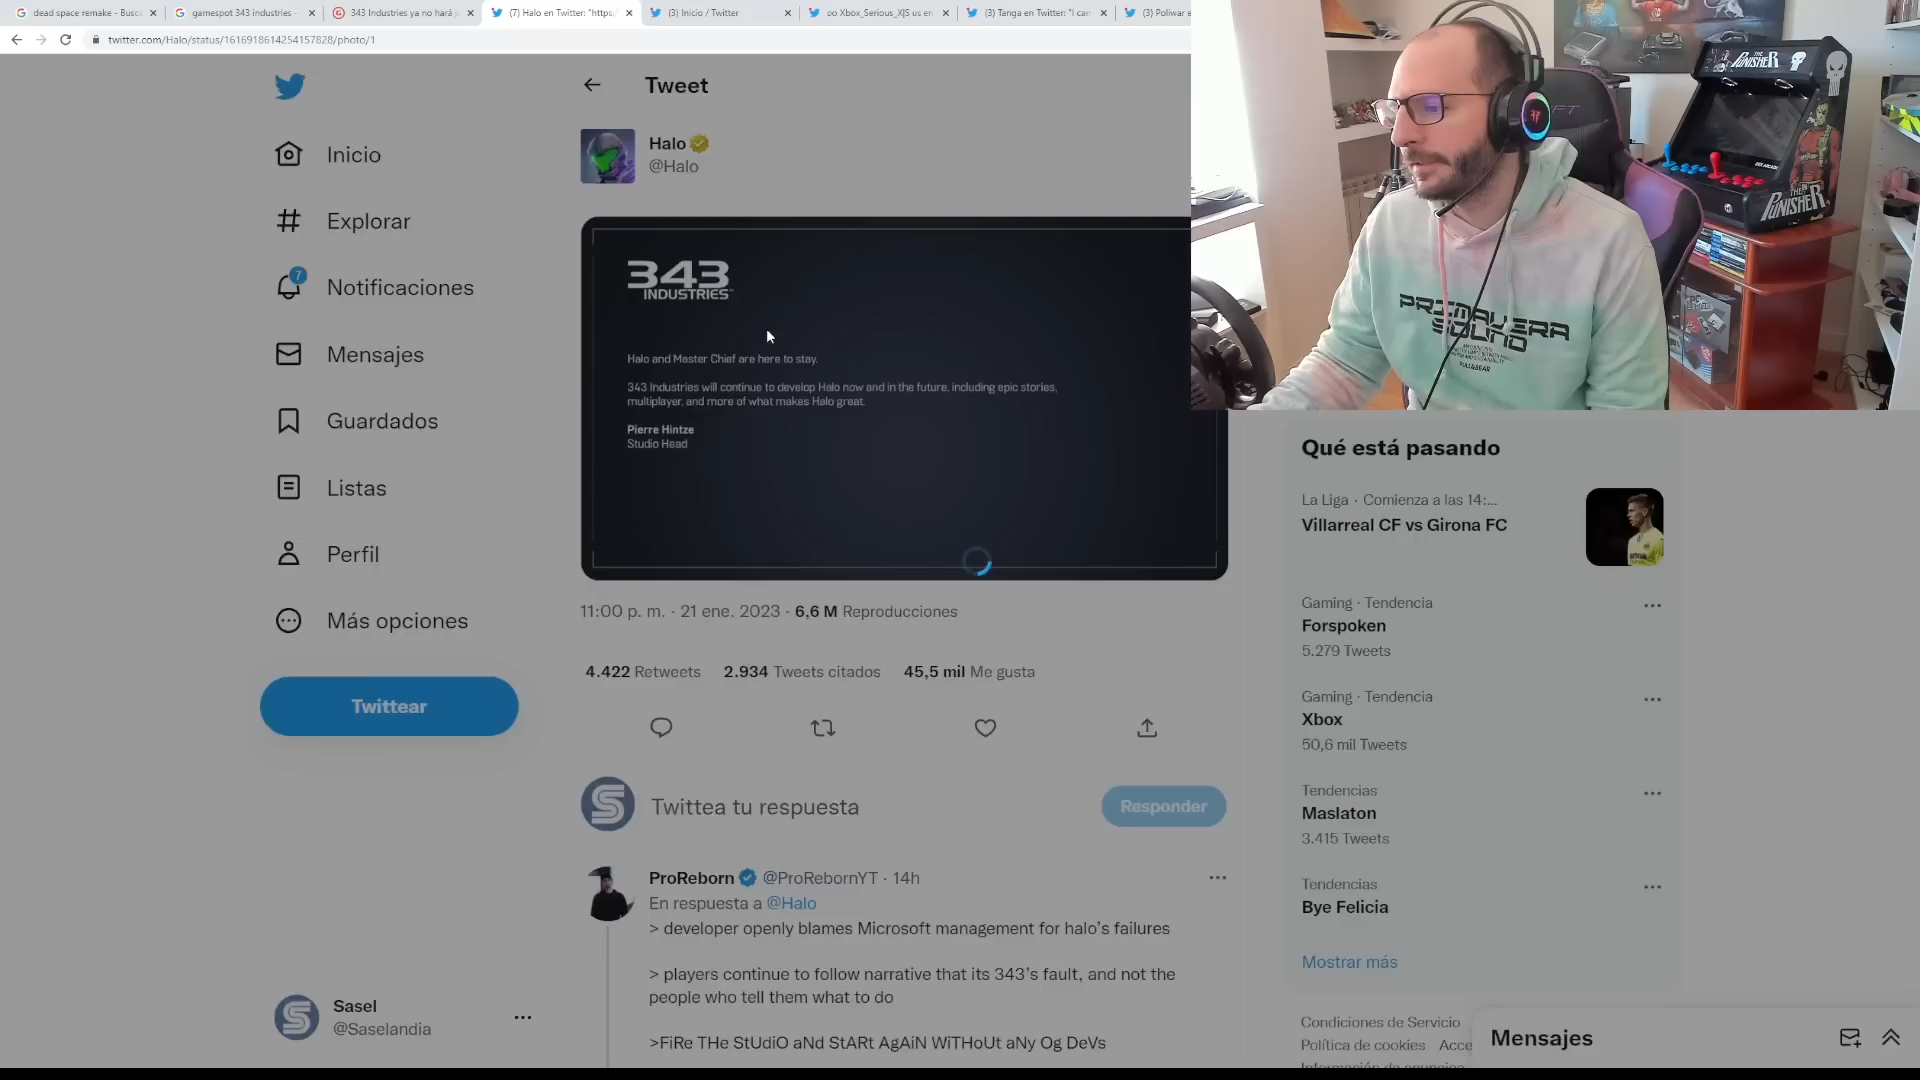 dead space remake - Busc
gamespot 343 industries -
343 Industries ya no hará j
(7) Halo en Twitter: "https:
(3) Inicio / Twitter
Xbox_Serious_X|S us en
(3) Tanga en Twitter: "I can
(3) Poliwar e
twitter.com/Halo/status/1616918614254157828/photo/1
Tweet
Inicio
Explorar
7
Notificaciones
Mensajes
Guardados
Listas
Perfil
Más opciones
Twittear
Sasel
@Saselandia
Halo
@Halo
343
INDUSTRIES
Halo and Master Chief are here to stay.
343 Industries will continue to develop Halo now and in the future, including epic stories,
multiplayer, and more of what makes Halo great.
Pierre Hintze
Studio Head
11:00 p. m. · 21 ene. 2023 · 6,6 M Reproducciones
4.422 Retweets 2.934 Tweets citados 45,5 mil Me gusta
Twittea tu respuesta
Responder
ProReborn @ProRebornYT · 14h
En respuesta a @Halo
> developer openly blames Microsoft management for halo's failures
> players continue to follow narrative that its 343's fault, and not the
people who tell them what to do
>FiRe THe StUdiO aNd StARt AgAiN WiTHoUt aNy Og DeVs
THE PUNISHER
THE PUNISHER
PRIMAVERA
SOUND
PULL&BEAR
Qué está pasando
La Liga · Comienza a las 14:...
Villarreal CF vs Girona FC
Gaming · Tendencia
Forspoken
5.279 Tweets
Gaming · Tendencia
Xbox
50,6 mil Tweets
Tendencias
Maslaton
3.415 Tweets
Tendencias
Bye Felicia
Mostrar más
Condiciones de Servicio
Política de cookies Acce
Mensajes